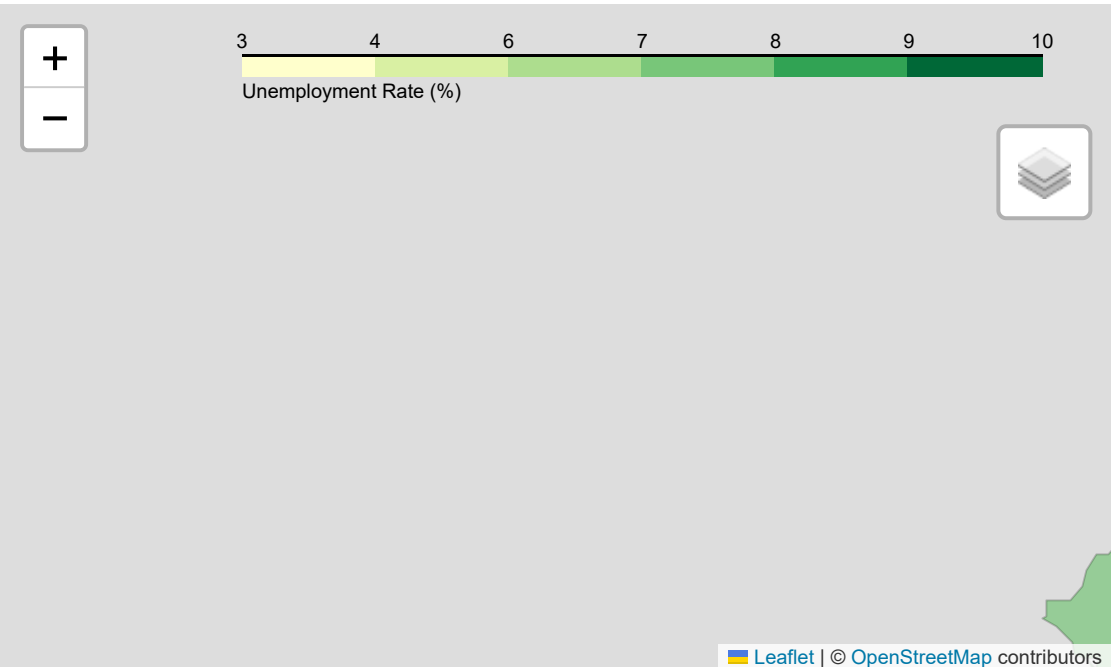 +
−
3 4 6 7 8 9 10
Unemployment Rate (%)
Leaflet | © OpenStreetMap contributors